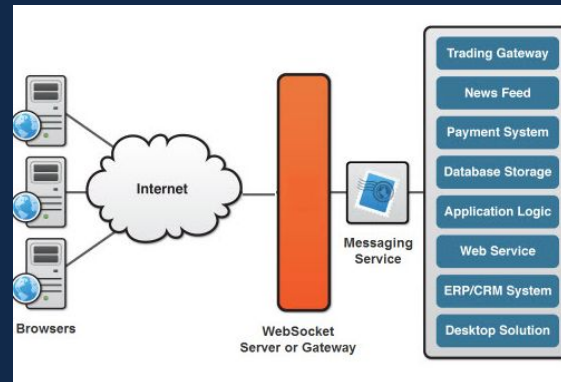 Trading Gateway
News Feed
Payment System
Database Storage
Application Logic
Web Service
ERP/CRM System
Desktop Solution
Internet
Messaging
Service
Browsers
WebSocket
Server or Gateway